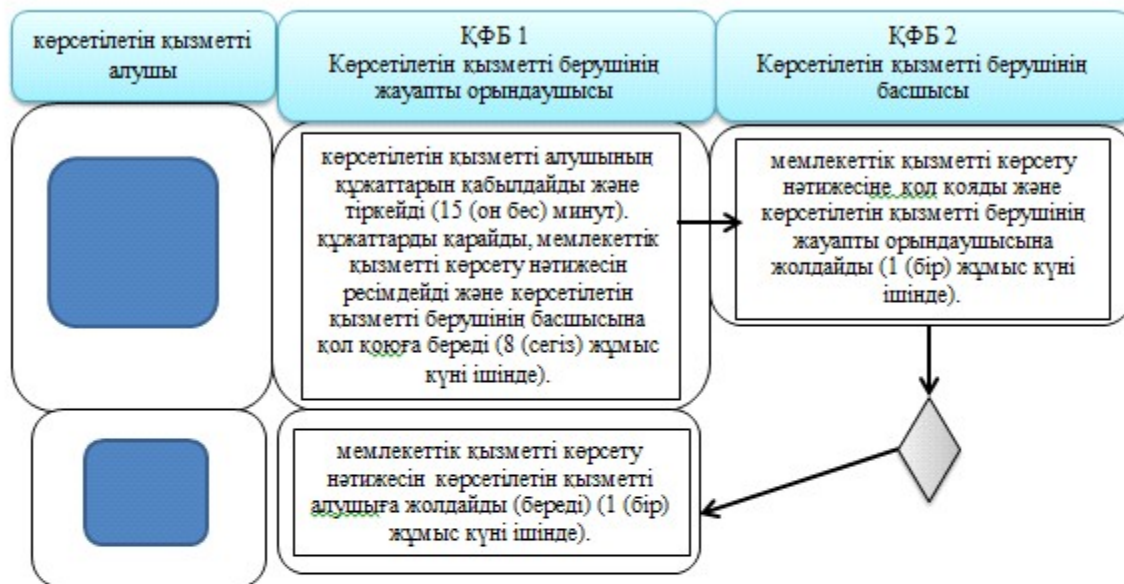 көрсетілетін қызметті
алушы
ҚФБ 1
Көрсетілетін қызметті берушінің
жауапты орындаушысы
ҚФБ 2
Көрсетілетін қызметті берушінің
басшысы
көрсетілетін қызметті алушының
құжаттарын қабылдайды және
тіркейді (15 (он бес) минут).
құжаттарды қарайды, мемлекеттік
қызметті көрсету нәтижесін
ресімдейді және көрсетілетін
қызметті берушінің басшысына
қол қоюға береді (8 (сегіз) жұмыс
күні ішінде).
мемлекеттік қызметті көрсету
нәтижесіне қол қояды және
көрсетілетін қызметті берушінің
жауапты орындаушысына
жолдайды (1 (бір) жұмыс күні
ішінде).
мемлекеттік қызметті көрсету
нәтижесін көрсетілетін қызметті
алушыға жолдайды (береді) (1 (бір)
жұмыс күні ішінде).